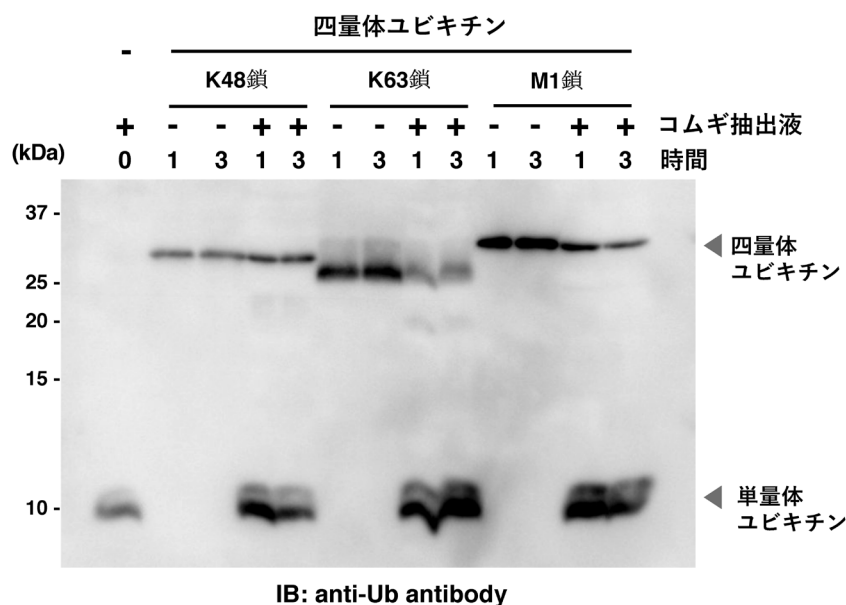 四量体ユビキチン
-
K48鎖 K63鎖 M1鎖
+ - - + + - - + + - - + + コムギ抽出液
(kDa) 0 1 3 1 3 1 3 1 3 1 3 1 3 時間
37 -
四量体
ユビキチン
25 -
20 -
15 -
単量体
10 -
ユビキチン
IB: anti-Ub antibody